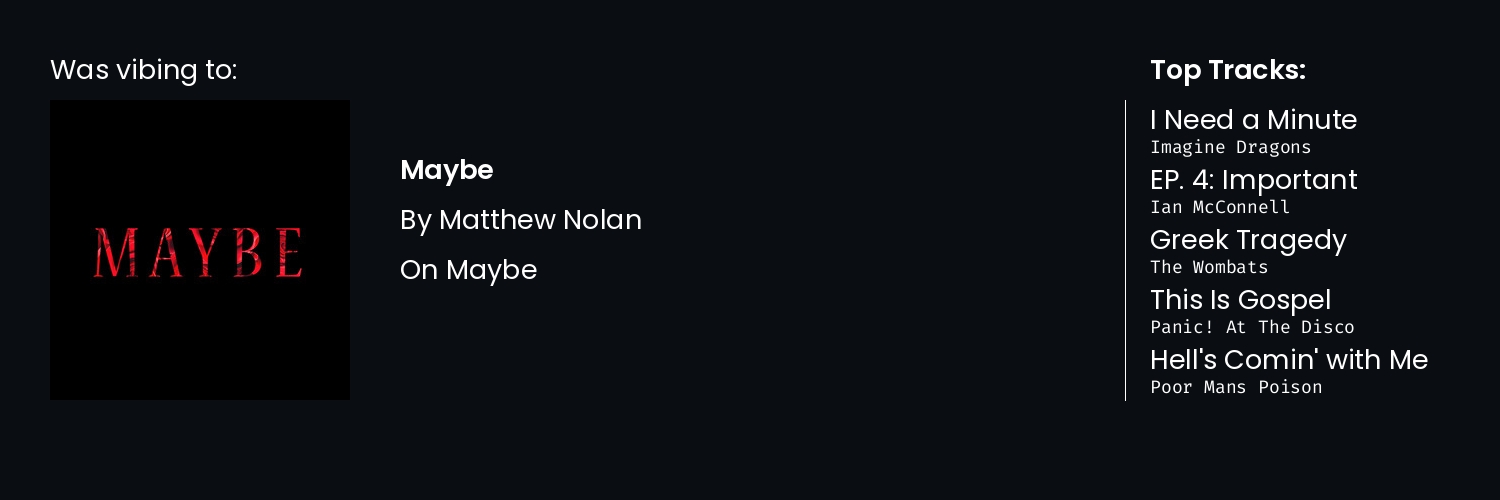 Was vibing to:
MAYBE
Maybe
By Matthew Nolan
On Maybe
Top Tracks:
I Need a Minute
Imagine Dragons
EP. 4: Important
Ian McConnell
Greek Tragedy
The Wombats
This Is Gospel
Panic! At The Disco
Hell's Comin' with Me
Poor Mans Poison